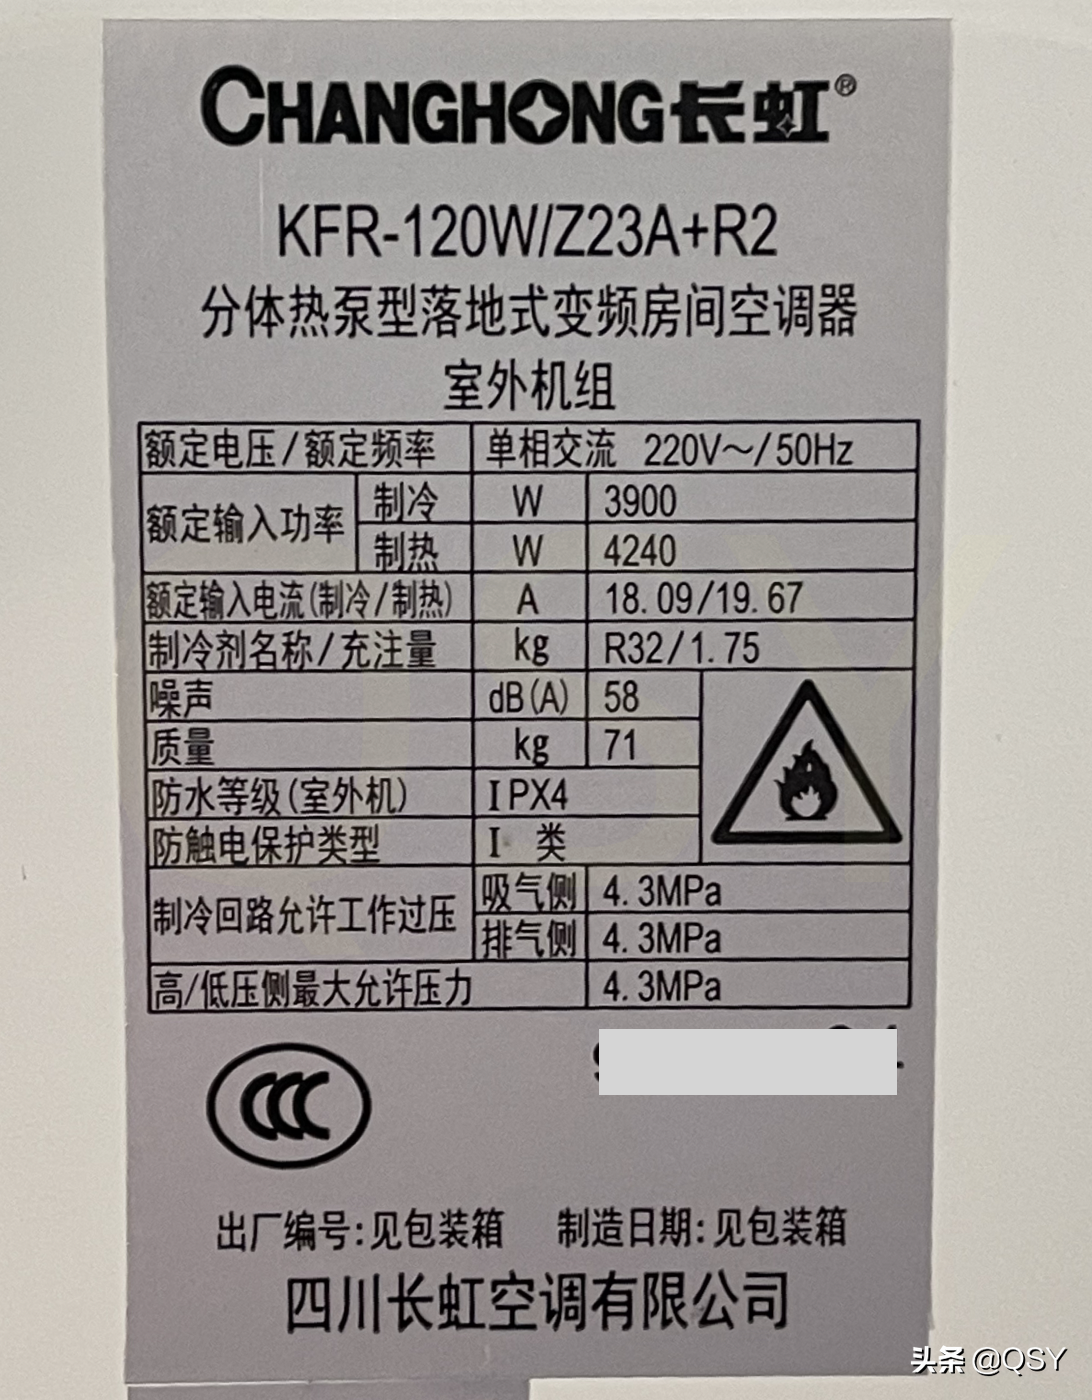 CHANGHONG长虹®
KFR-120W/Z23A+R2
分体热泵型落地式变频房间空调器
室外机组
额定电压/额定频率 单相交流 220V～/50Hz
额定输入功率 制冷 W 3900
制热 W 4240
额定输入电流(制冷/制热) A 18.09/19.67
制冷剂名称/充注量 kg R32/1.75
噪声 dB(A) 58
质量 kg 71
防水等级(室外机) IPX4
防触电保护类型 I 类
制冷回路允许工作过压 吸气侧 4.3MPa
排气侧 4.3MPa
高/低压侧最大允许压力 4.3MPa
CCC
出厂编号:见包装箱 制造日期:见包装箱
四川长虹空调有限公司
头条 @QSY